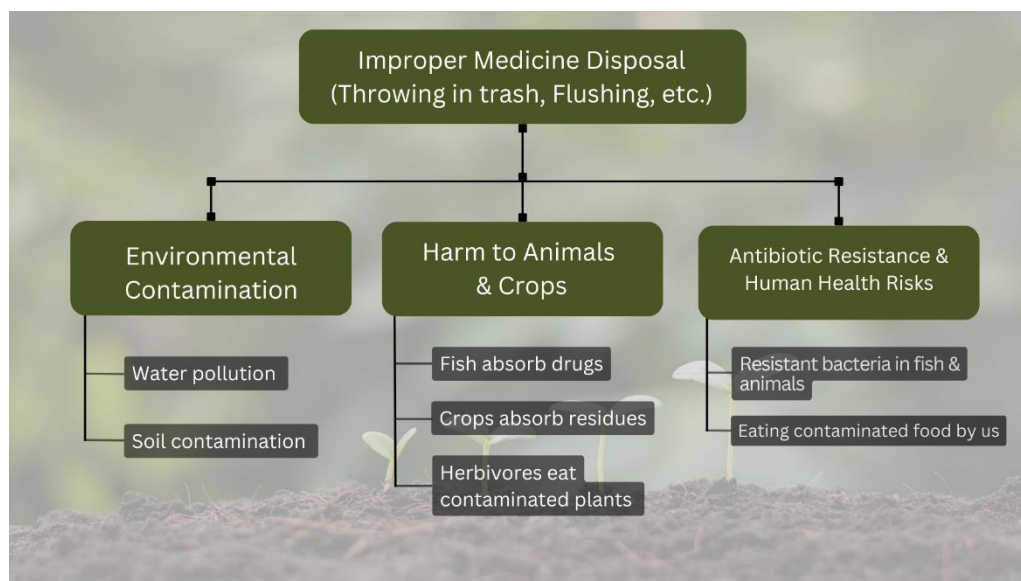 Improper Medicine Disposal
(Throwing in trash, Flushing, etc.)
Environmental
Contamination
Water pollution
Soil contamination
Harm to Animals
& Crops
Fish absorb drugs
Crops absorb residues
Herbivores eat
contaminated plants
Antibiotic Resistance &
Human Health Risks
Resistant bacteria in fish &
animals
Eating contaminated food by us